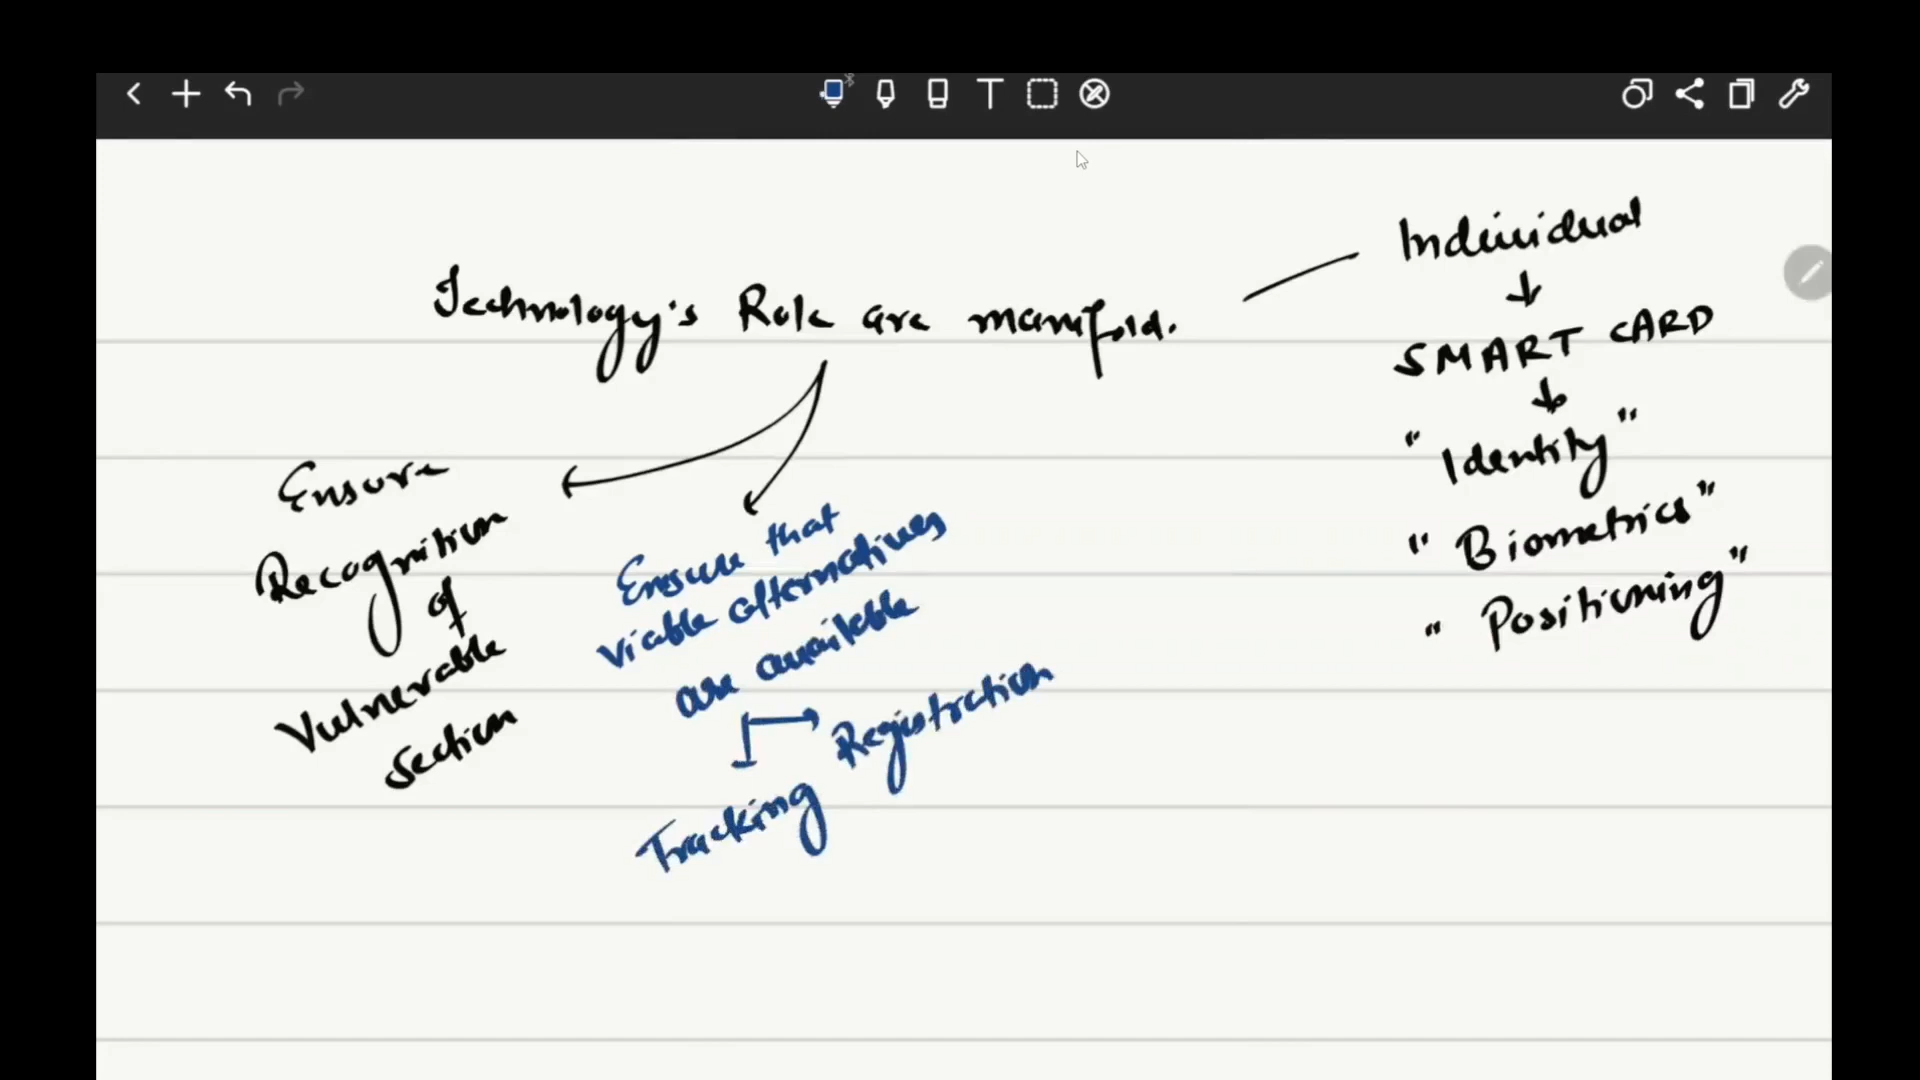 Technology's Role are manifold.
Ensure
Recognition
of
Vulnerable
Section
Ensure that
viable alternatives
are available
Registration
Tracking
Individual
SMART CARD
"Identity"
"Biometrics"
"Positioning"